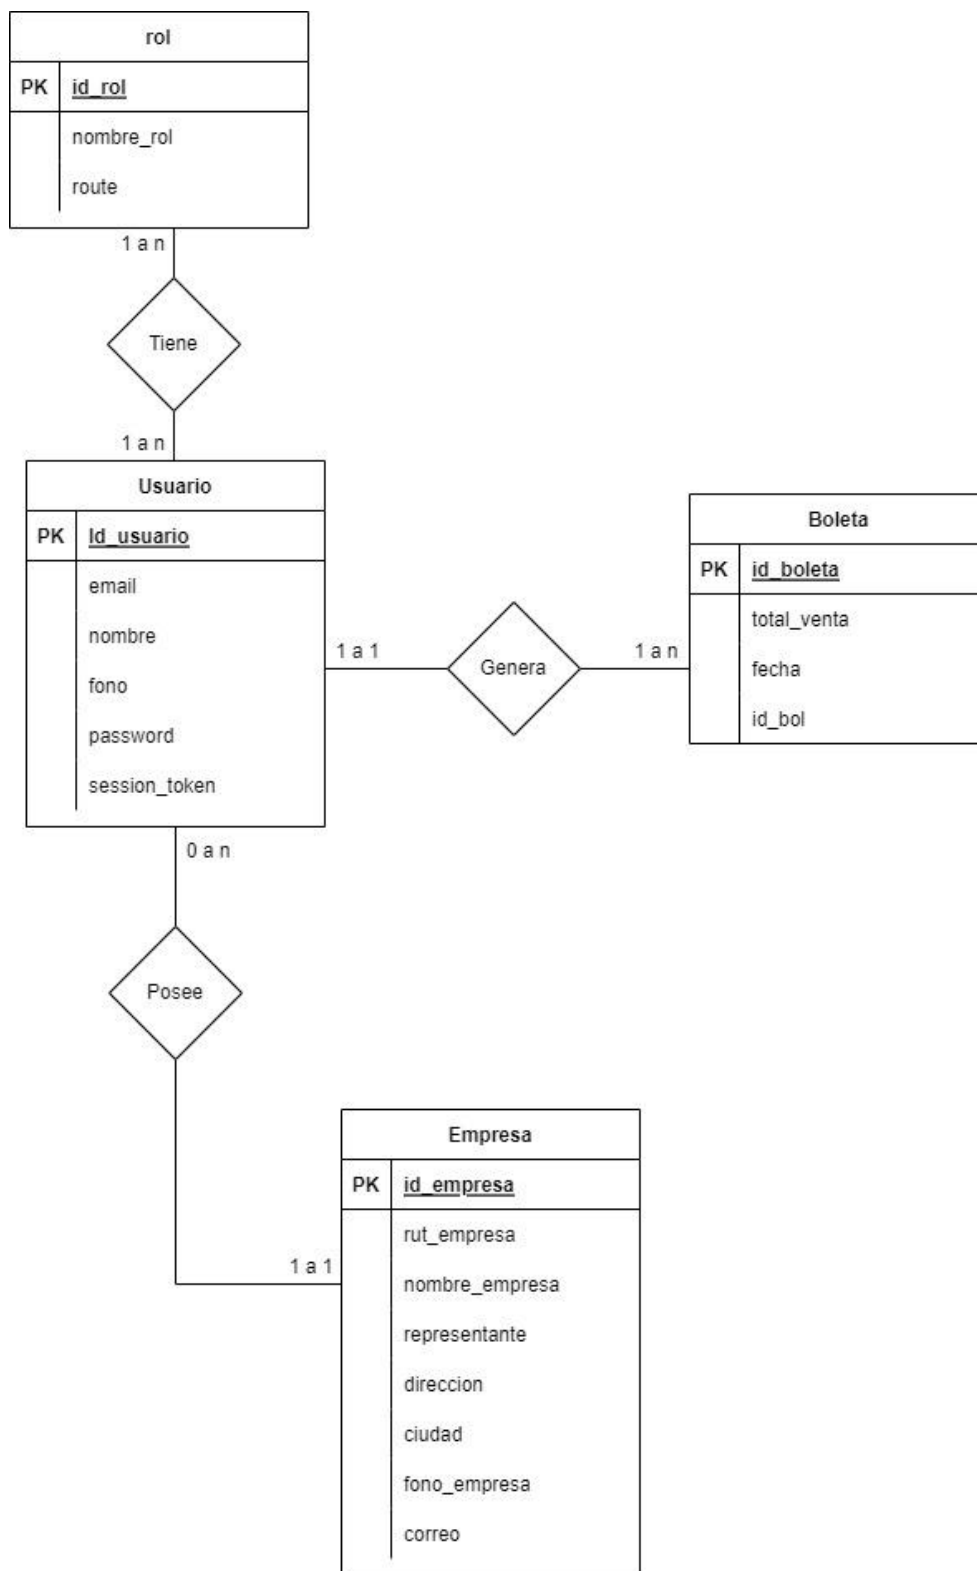 rol
PK id_rol
nombre_rol
route
1 a n
Tiene
1 a n
Usuario
PK Id_usuario
email
nombre
fono
password
session_token
1 a 1
Genera
1 a n
Boleta
PK id_boleta
total_venta
fecha
id_bol
0 a n
Posee
1 a 1
Empresa
PK id_empresa
rut_empresa
nombre_empresa
representante
direccion
ciudad
fono_empresa
correo